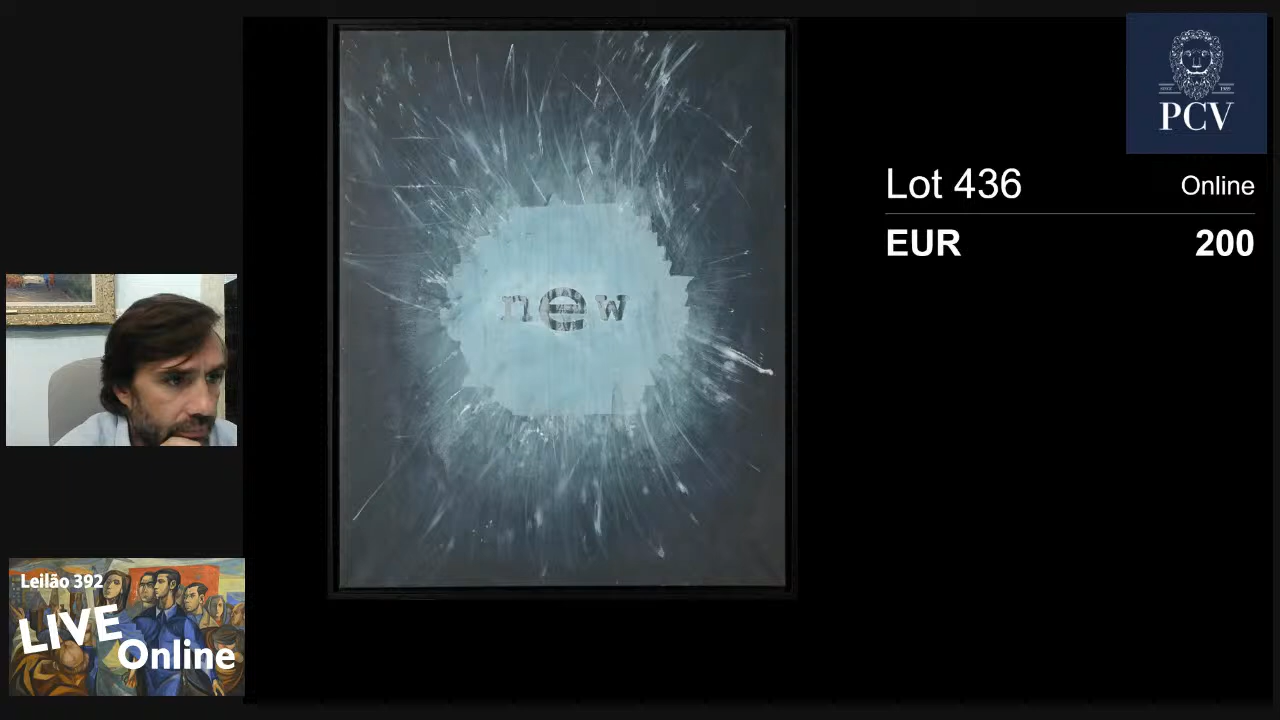 new
PCV
Lot 436 Online
EUR 200
Leilão 392
LIVE
Online